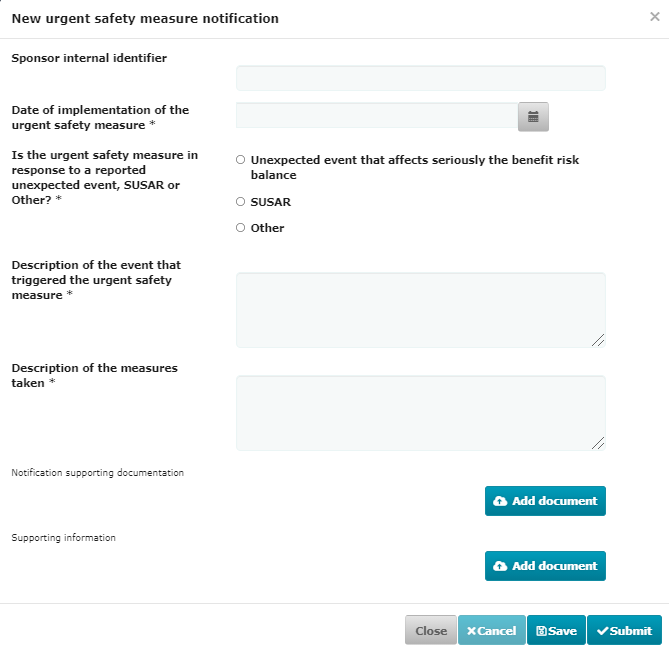 New urgent safety measure notification
×
Sponsor internal identifier
Date of implementation of the
urgent safety measure *
Is the urgent safety measure in
response to a reported
unexpected event, SUSAR or
Other? *
Unexpected event that affects seriously the benefit risk
balance
SUSAR
Other
Description of the event that
triggered the urgent safety
measure *
Description of the measures
taken *
Notification supporting documentation
Add document
Supporting information
Add document
Close
Cancel
Save
Submit